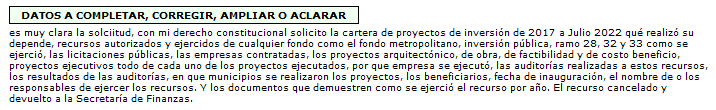 DATOS A COMPLETAR, CORREGIR, AMPLIAR O ACLARAR
es muy clara la solciitud, con mi derecho constitucional solicito la cartera de proyectos de inversión de 2017 a Julio 2022 qué realizó su
depende, recursos autorizados y ejercidos de cualquier fondo como el fondo metropolitano, inversión pública, ramo 28, 32 y 33 como se
ejerció, las licitaciones públicas, las empresas contratadas, los proyectos arquitectónico, de obra, de factibilidad y de costo beneficio,
proyectos ejecutivos todo de cada uno de los proyectos ejecutados, por que empresa se ejecutó, las auditorías realizadas a estos recursos,
los resultados de las auditorías, en que municipios se realizaron los proyectos, los beneficiarios, fecha de inauguración, el nombre de o los
responsables de ejercer los recursos. Y los documentos que demuestren como se ejerció el recurso por año. El recurso cancelado y
devuelto a la Secretaría de Finanzas.